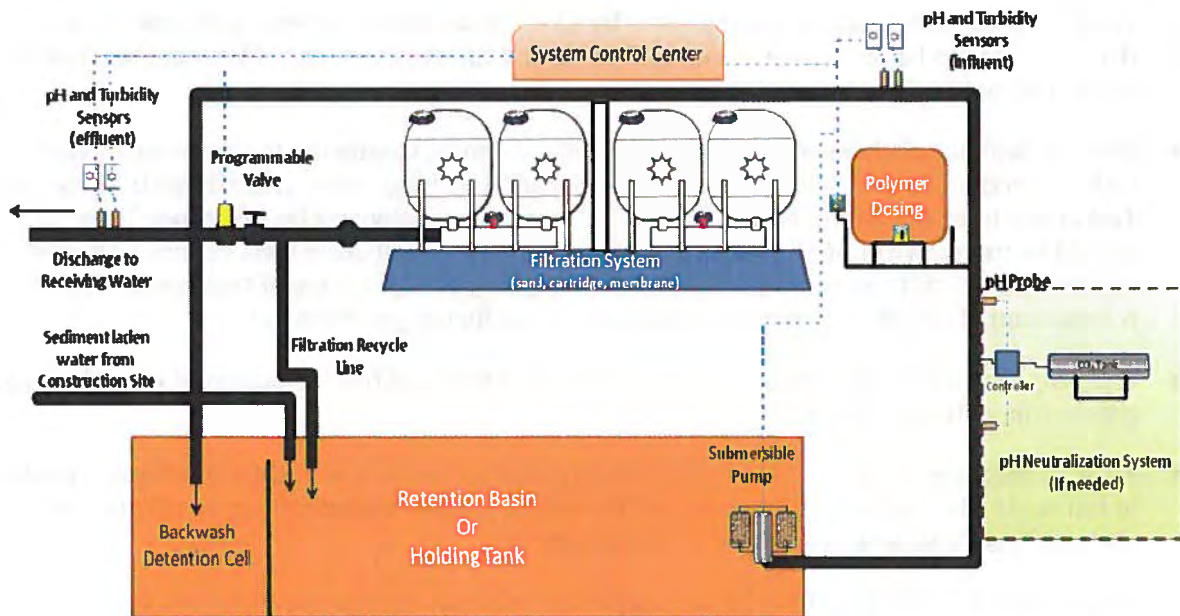 System Control Center
pH and Turbidity
Sensors
(Influent)
pH and Turbidity
Sensors
(effluent)
Programmable
Valve
Polymer
Dosing
Filtration System
(sand, cartridge, membrane)
Discharge to
Receiving Water
pH Probe
Sediment laden
water from
Construction Site
Filtration Recycle
Line
CO₂ Tank
Controller
pH Neutralization System
(If needed)
Submersible
Pump
Retention Basin
Or
Holding Tank
Backwash
Detention Cell